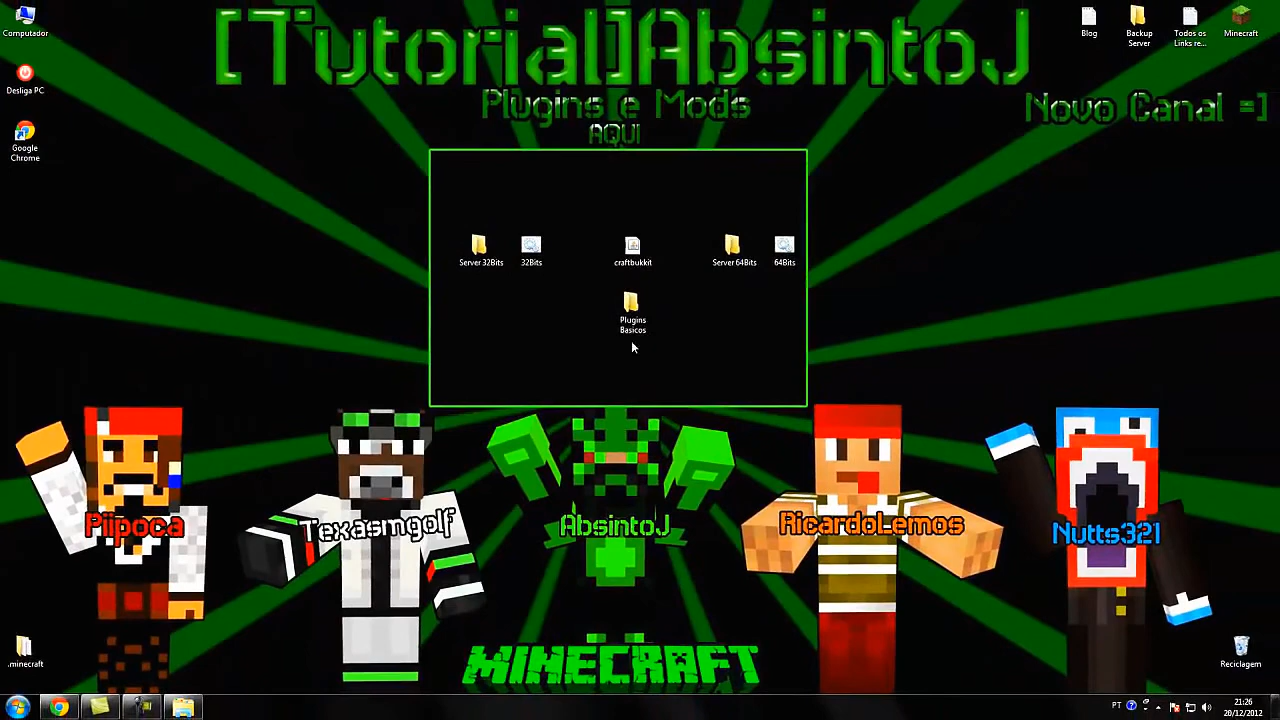 [Tutorial]AbsintoJ
Plugins e Mods
AQUI
Novo Canal =]
Computador
Desliga PC
Google
Chrome
Blog
Backup
Server
Todos os
Links re...
Minecraft
Server 32Bits
32Bits
craftbukkit
Server 64Bits
64Bits
Plugins
Basicos
Piipoca
Texasmgolf
AbsintoJ
RicardoLemos
Nutts321
MINECRAFT
.minecraft
Reciclagem
PT
21:26
20/12/2012